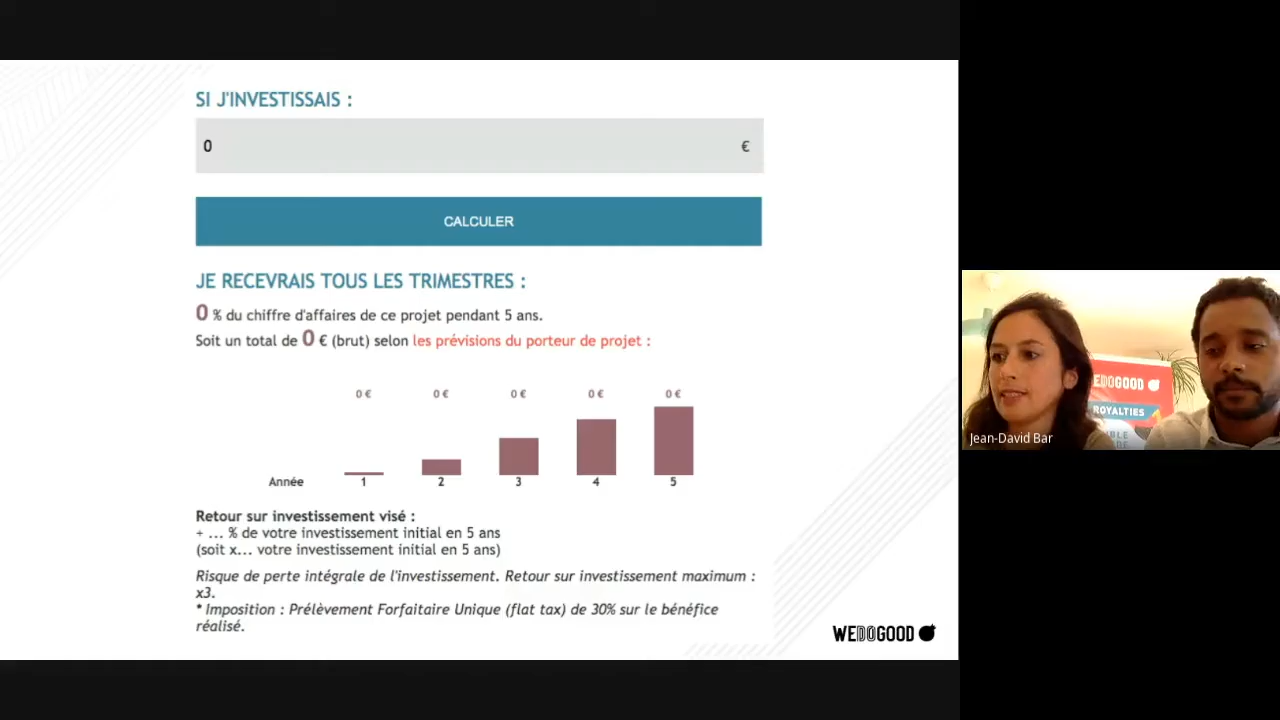 SI J'INVESTISSAIS :
0 €
CALCULER
JE RECEVRAIS TOUS LES TRIMESTRES :
0 % du chiffre d'affaires de ce projet pendant 5 ans.
Soit un total de 0 € (brut) selon les prévisions du porteur de projet :
0 € 0 € 0 € 0 € 0 €
Année 1 2 3 4 5
Retour sur investissement visé :
+ ... % de votre investissement initial en 5 ans
(soit x... votre investissement initial en 5 ans)
Risque de perte intégrale de l'investissement. Retour sur investissement maximum :
x3.
* Imposition : Prélèvement Forfaitaire Unique (flat tax) de 30% sur le bénéfice
réalisé.
WEDOGOOD
EDOGOOD
ROYALTIES
Jean-David Bar